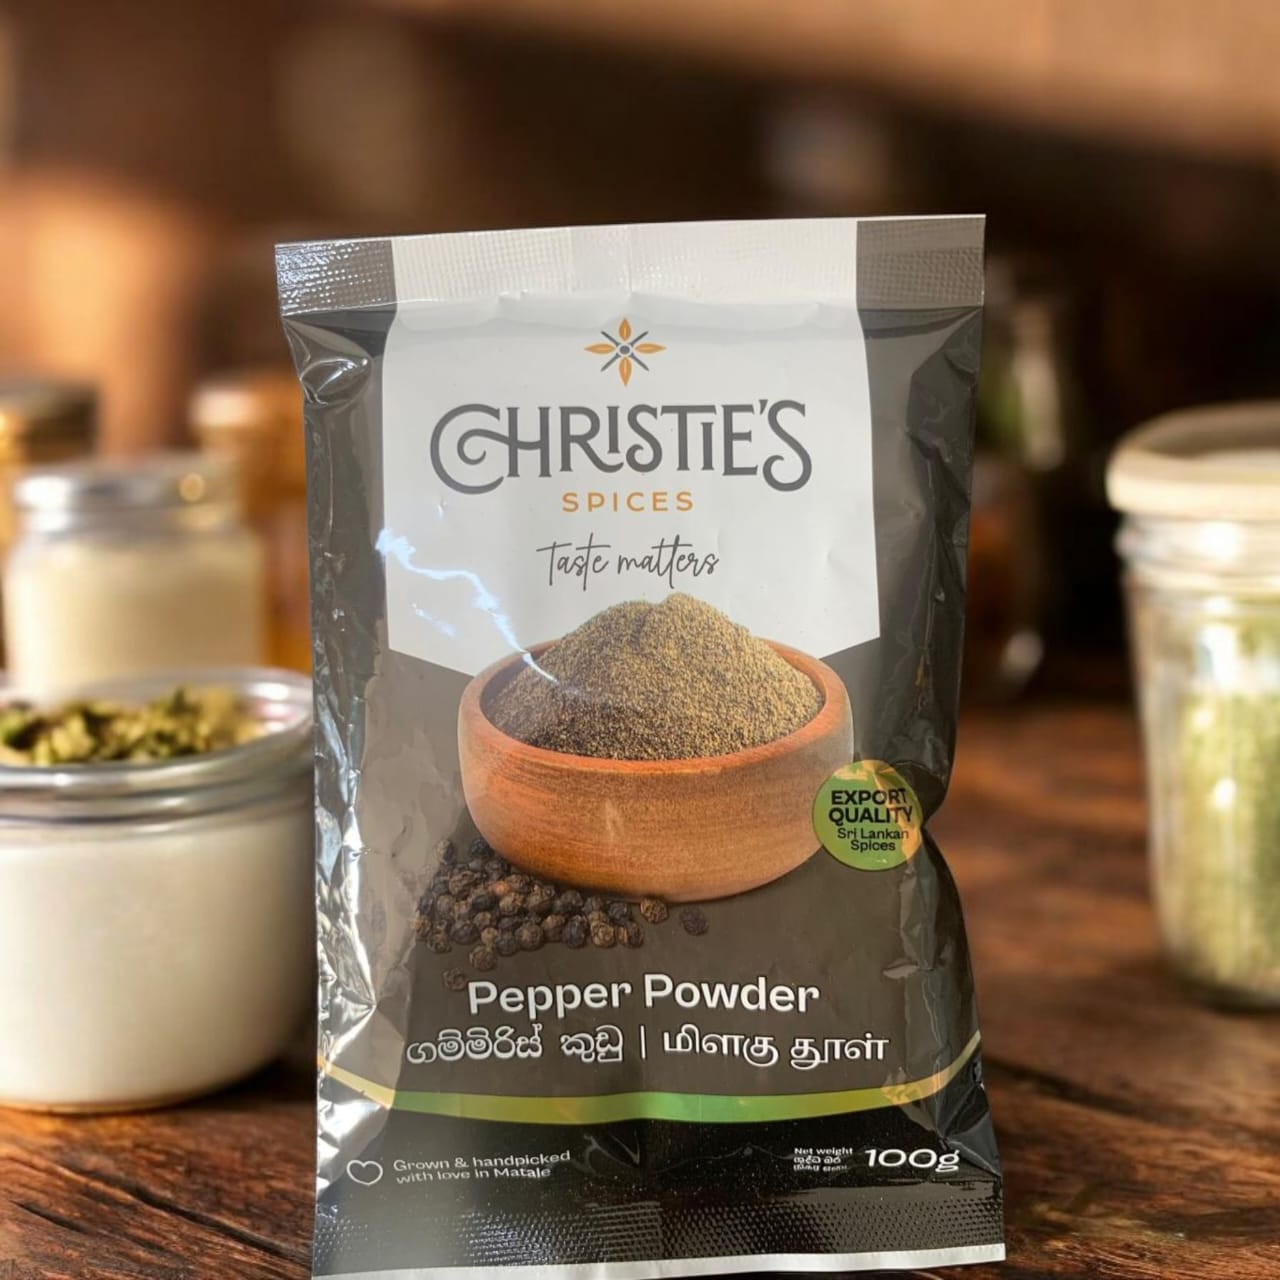 CHRISTIE'S
SPICES
taste matters
EXPORT
QUALITY
Sri Lankan
Spices
Pepper Powder
ගම්මිරිස් කුඩු | மிளகு தூள்
Grown & handpicked
with love in Matale
Net weight
ශුද්ධ බර
100g